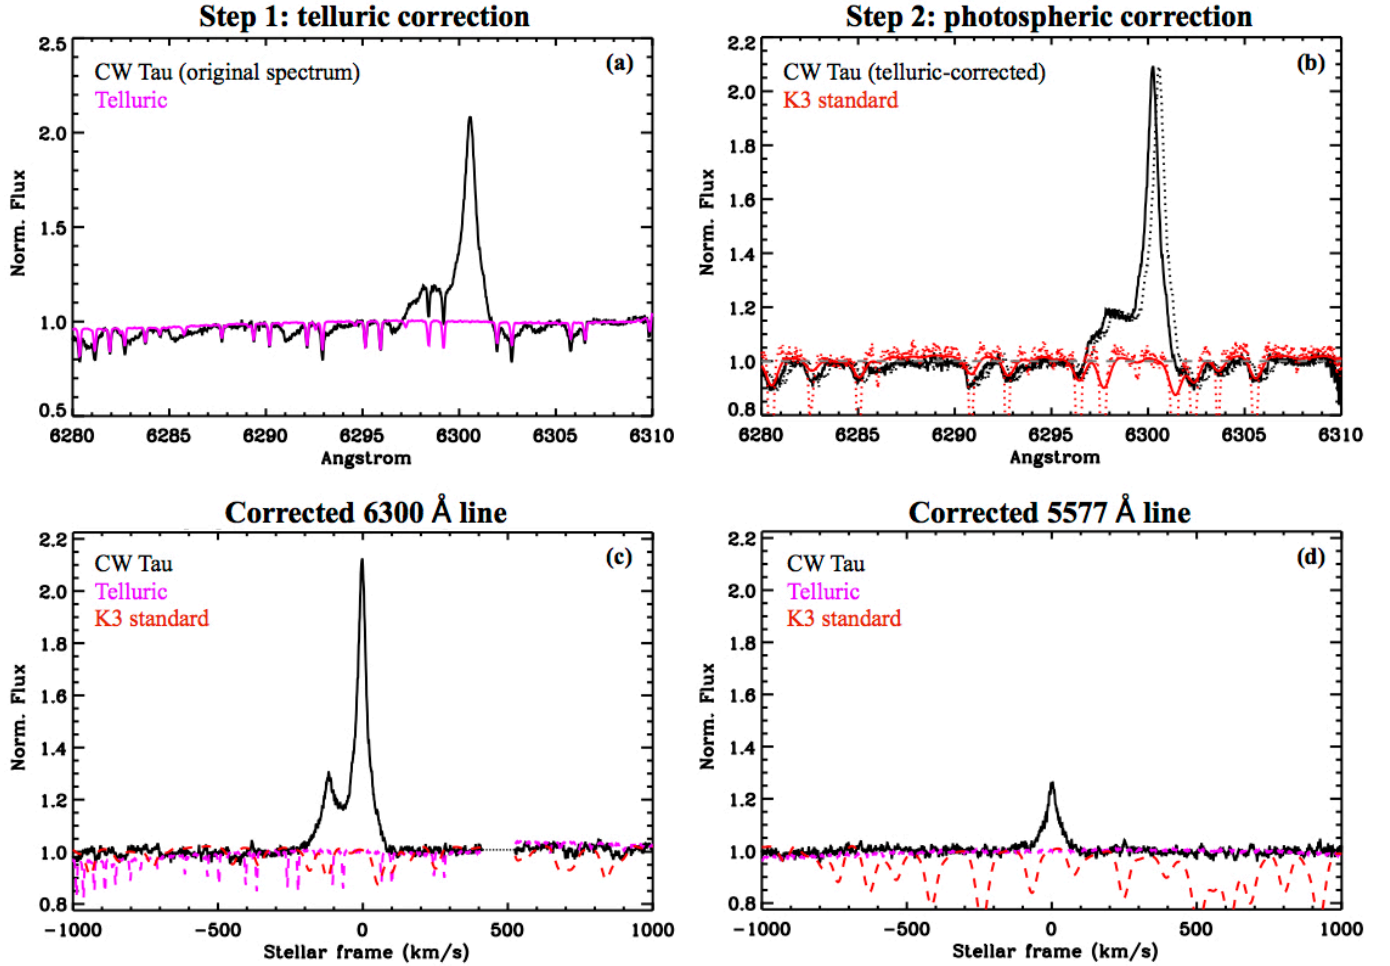 Step 1: telluric correction
Step 2: photospheric correction
2.5
2.0
1.5
1.0
0.5
Norm. Flux
CW Tau (original spectrum)
Telluric
(a)
6280 6285 6290 6295 6300 6305 6310
Angstrom
2.2
2.0
1.8
1.6
1.4
1.2
1.0
0.8
Norm. Flux
CW Tau (telluric-corrected)
K3 standard
(b)
6280 6285 6290 6295 6300 6305 6310
Angstrom
Corrected 6300 Å line
Corrected 5577 Å line
2.2
2.0
1.8
1.6
1.4
1.2
1.0
0.8
Norm. Flux
CW Tau
Telluric
K3 standard
(c)
-1000 -500 0 500 1000
Stellar frame (km/s)
2.2
2.0
1.8
1.6
1.4
1.2
1.0
0.8
Norm. Flux
CW Tau
Telluric
K3 standard
(d)
-1000 -500 0 500 1000
Stellar frame (km/s)